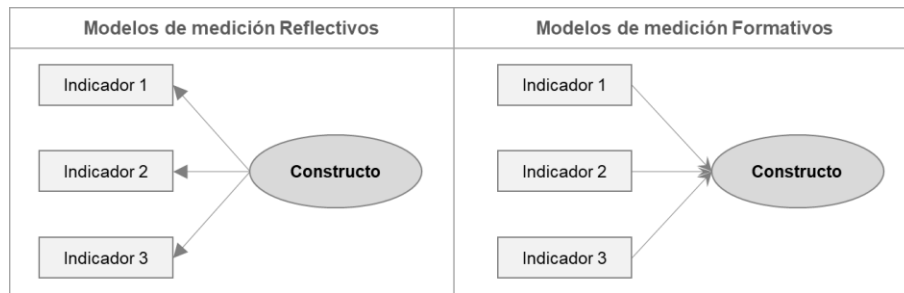 Modelos de medición Reflectivos
Indicador 1
Indicador 2
Indicador 3
Constructo
Modelos de medición Formativos
Indicador 1
Indicador 2
Indicador 3
Constructo